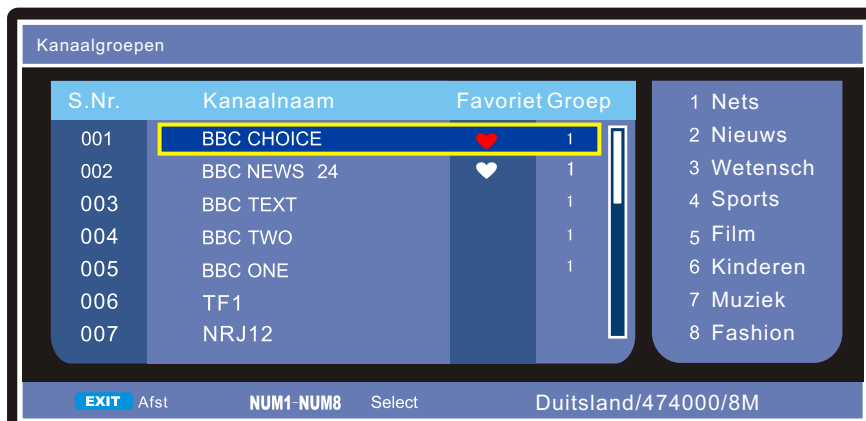 Kanaalgroepen
S.Nr. Kanaalnaam Favoriet Groep
001 BBC CHOICE 1
002 BBC NEWS 24 1
003 BBC TEXT 1
004 BBC TWO 1
005 BBC ONE 1
006 TF1
007 NRJ12
1 Nets
2 Nieuws
3 Wetensch
4 Sports
5 Film
6 Kinderen
7 Muziek
8 Fashion
EXIT Afst NUM1-NUM8 Select Duitsland/474000/8M